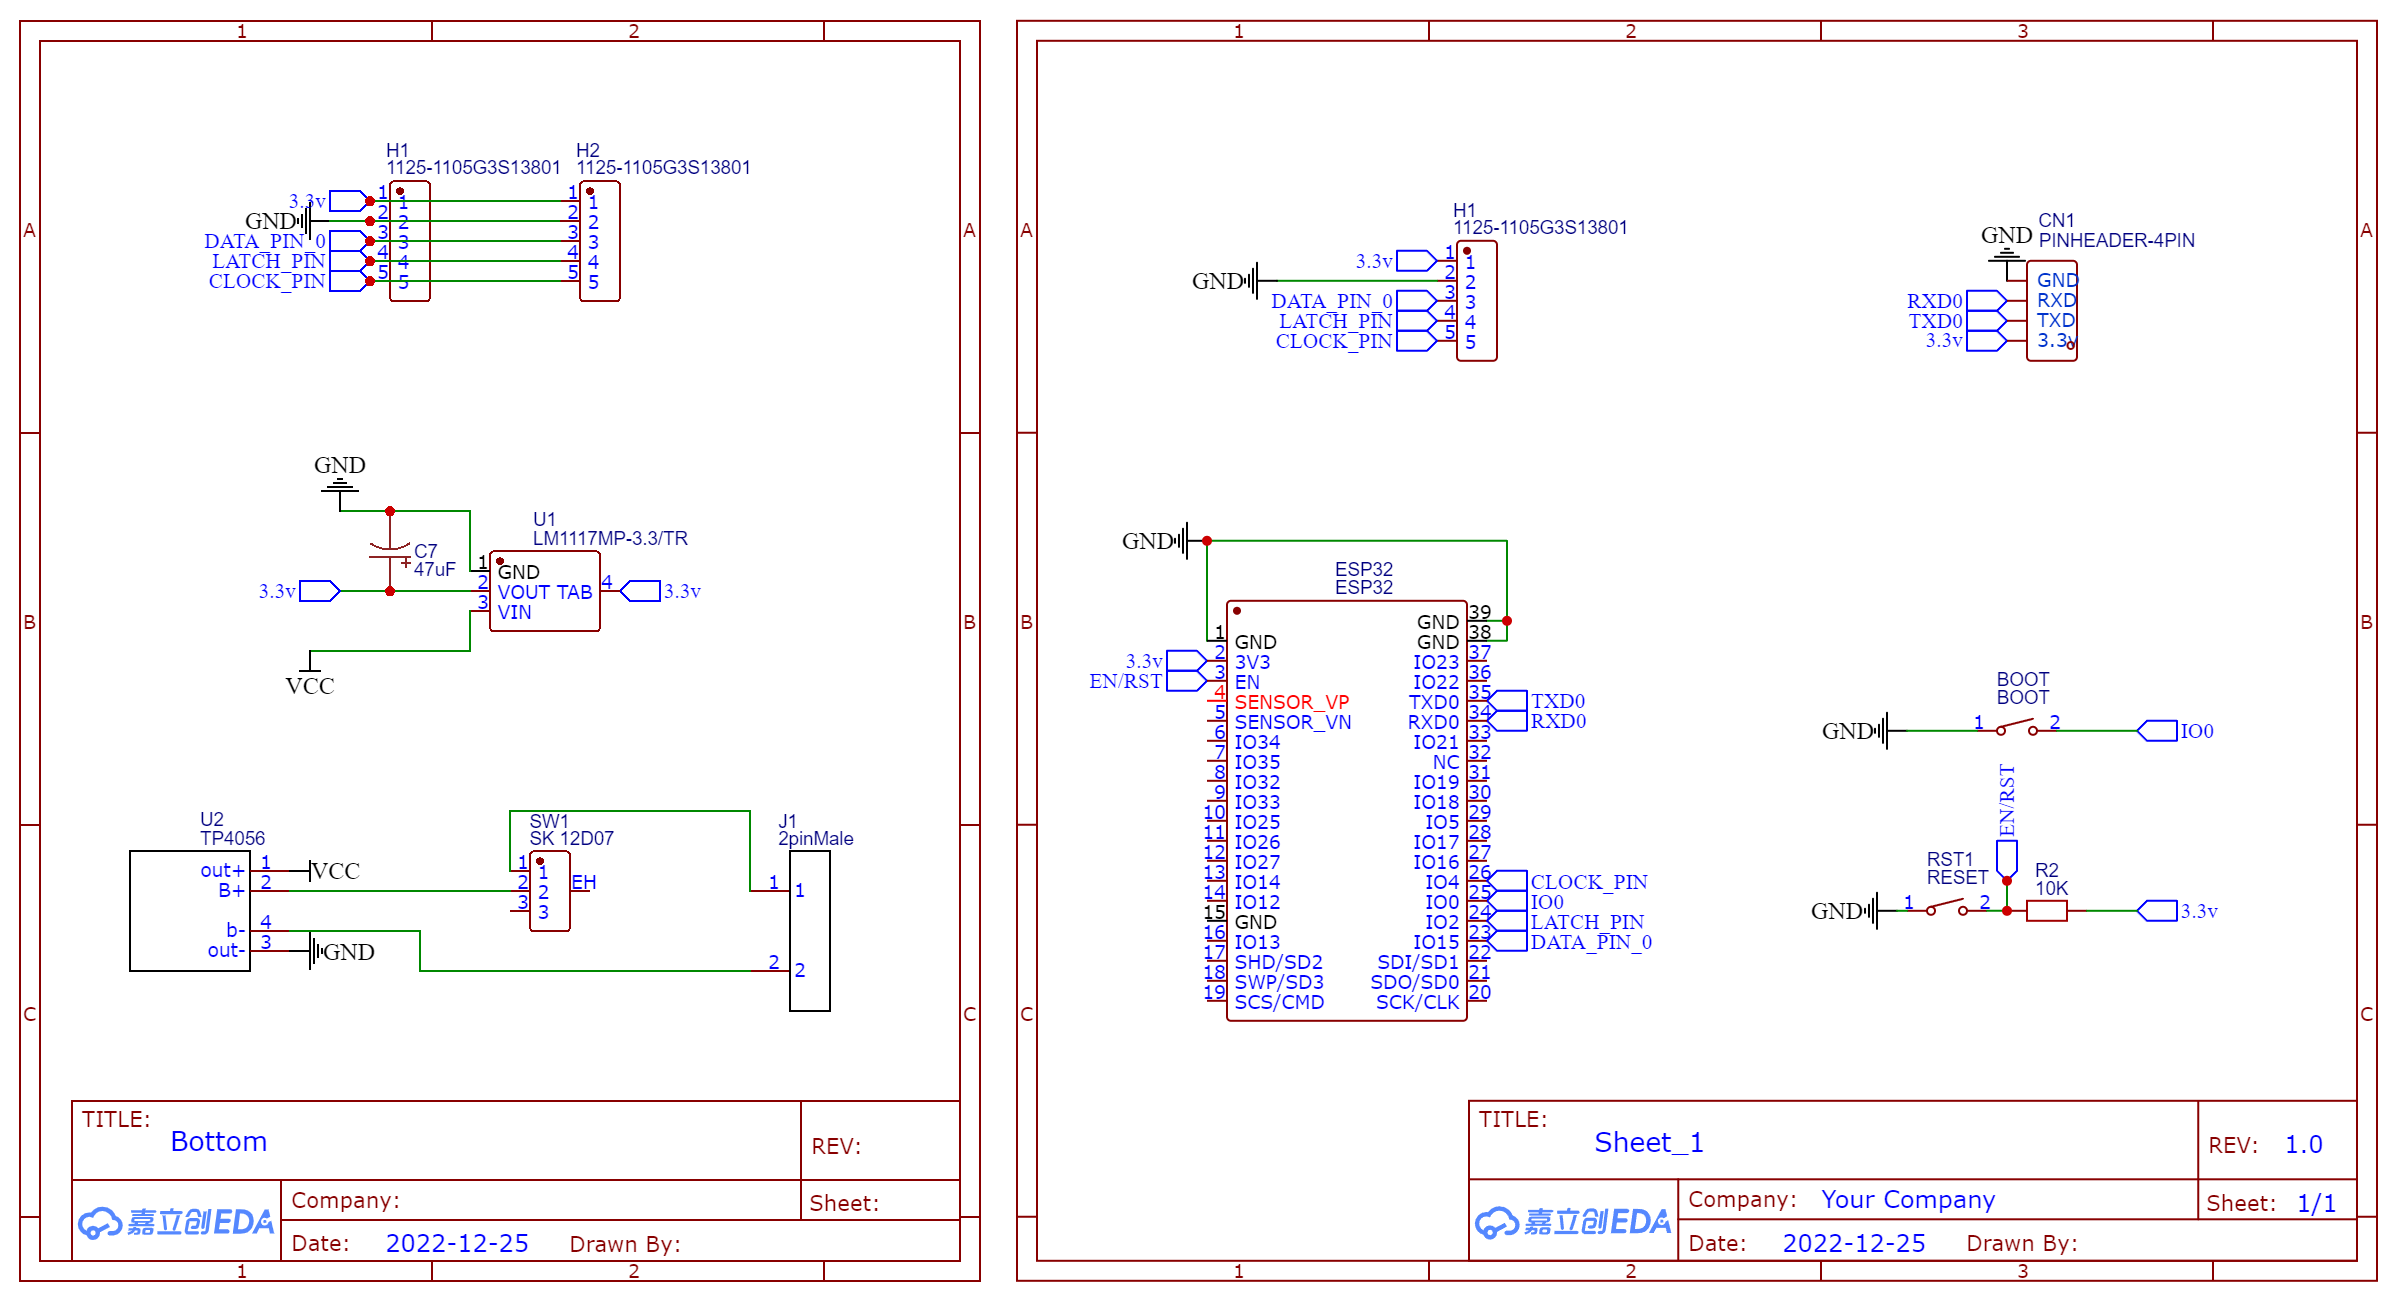 1
2
A
B
C
H1
1125-1105G3S13801
H2
1125-1105G3S13801
3.3v
GND
DATA_PIN_0
LATCH_PIN
CLOCK_PIN
1
2
3
4
5
1
2
3
4
5
1
2
3
4
5
1
2
3
4
5
GND
C7
47uF
3.3v
VCC
U1
LM1117MP-3.3/TR
1
2
3
GND
VOUT TAB
VIN
4
3.3v
U2
TP4056
out+
B+
b-
out-
1
2
4
3
VCC
GND
SW1
SK 12D07
1
2
3
1
2
3
EH
J1
2pinMale
1
2
1
2
A
B
C
TITLE:
Bottom
REV:
嘉立创EDA
Company:
Sheet:
Date: 2022-12-25 Drawn By:
1
2
1
2
3
A
B
C
H1
1125-1105G3S13801
3.3v
GND
DATA_PIN_0
LATCH_PIN
CLOCK_PIN
1
2
3
4
5
1
2
3
4
5
GND
CN1
PINHEADER-4PIN
RXD0
TXD0
3.3v
GND
RXD
TXD
3.3v
GND
ESP32
ESP32
3.3v
EN/RST
1 GND
2 3V3
3 EN
4 SENSOR_VP
5 SENSOR_VN
6 IO34
7 IO35
8 IO32
9 IO33
10 IO25
11 IO26
12 IO27
13 IO14
14 IO12
15 GND
16 IO13
17 SHD/SD2
18 SWP/SD3
19 SCS/CMD
GND 39
GND 38
IO23 37
IO22 36
TXD0 35 TXD0
RXD0 34 RXD0
IO21 33
NC 32
IO19 31
IO18 30
IO5 29
IO17 28
IO16 27
IO4 26 CLOCK_PIN
IO0 25 IO0
IO2 24 LATCH_PIN
IO15 23 DATA_PIN_0
SDI/SD1 22
SDO/SD0 21
SCK/CLK 20
BOOT
BOOT
GND
1
2
IO0
EN/RST
RST1
RESET
R2
10K
GND
1
2
3.3v
A
B
C
TITLE:
Sheet_1
REV: 1.0
嘉立创EDA
Company: Your Company
Sheet: 1/1
Date: 2022-12-25 Drawn By:
1
2
3